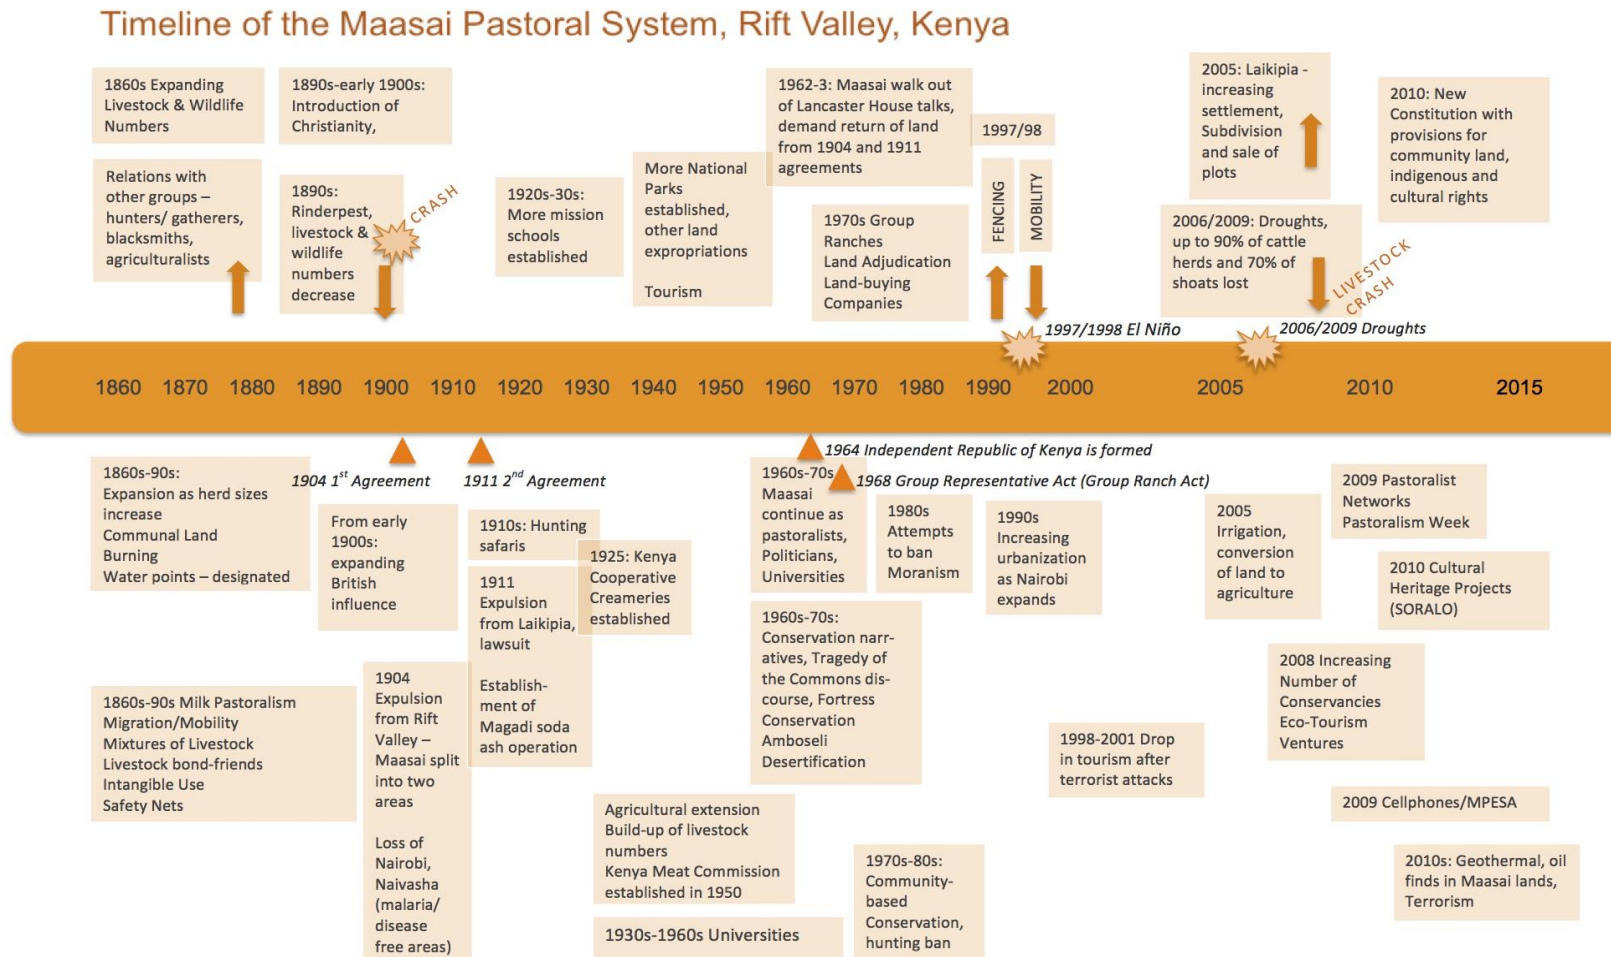 Timeline of the Maasai Pastoral System, Rift Valley, Kenya
1860s Expanding
Livestock & Wildlife
Numbers
Relations with
other groups –
hunters/ gatherers,
blacksmiths,
agriculturalists
1890s-early 1900s:
Introduction of
Christianity,
1890s:
Rinderpest,
livestock &
wildlife
numbers
decrease
CRASH
1920s-30s:
More mission
schools
established
More National
Parks
established,
other land
expropriations
Tourism
1962-3: Maasai walk out
of Lancaster House talks,
demand return of land
from 1904 and 1911
agreements
1970s Group
Ranches
Land Adjudication
Land-buying
Companies
1997/98
FENCING
MOBILITY
1997/1998 El Niño
2005: Laikipia -
increasing
settlement,
Subdivision
and sale of
plots
2006/2009: Droughts,
up to 90% of cattle
herds and 70% of
shoats lost
LIVESTOCK
CRASH
2006/2009 Droughts
2010: New
Constitution with
provisions for
community land,
indigenous and
cultural rights
1860 1870 1880 1890 1900 1910 1920 1930 1940 1950 1960 1970 1980 1990 2000 2005 2010 2015
1904 1st Agreement
1911 2nd Agreement
1964 Independent Republic of Kenya is formed
1968 Group Representative Act (Group Ranch Act)
1860s-90s:
Expansion as herd sizes
increase
Communal Land
Burning
Water points – designated
1860s-90s Milk Pastoralism
Migration/Mobility
Mixtures of Livestock
Livestock bond-friends
Intangible Use
Safety Nets
From early
1900s:
expanding
British
influence
1904
Expulsion
from Rift
Valley –
Maasai split
into two
areas
Loss of
Nairobi,
Naivasha
(malaria/
disease
free areas)
1910s: Hunting
safaris
1911
Expulsion
from Laikipia,
lawsuit
Establish-
ment of
Magadi soda
ash operation
1925: Kenya
Cooperative
Creameries
established
Agricultural extension
Build-up of livestock
numbers
Kenya Meat Commission
established in 1950
1930s-1960s Universities
1960s-70s
Maasai
continue as
pastoralists,
Politicians,
Universities
1960s-70s:
Conservation narr-
atives, Tragedy of
the Commons dis-
course, Fortress
Conservation
Amboseli
Desertification
1970s-80s:
Community-
based
Conservation,
hunting ban
1980s
Attempts
to ban
Moranism
1990s
Increasing
urbanization
as Nairobi
expands
1998-2001 Drop
in tourism after
terrorist attacks
2005
Irrigation,
conversion
of land to
agriculture
2008 Increasing
Number of
Conservancies
Eco-Tourism
Ventures
2009 Pastoralist
Networks
Pastoralism Week
2010 Cultural
Heritage Projects
(SORALO)
2009 Cellphones/MPESA
2010s: Geothermal, oil
finds in Maasai lands,
Terrorism